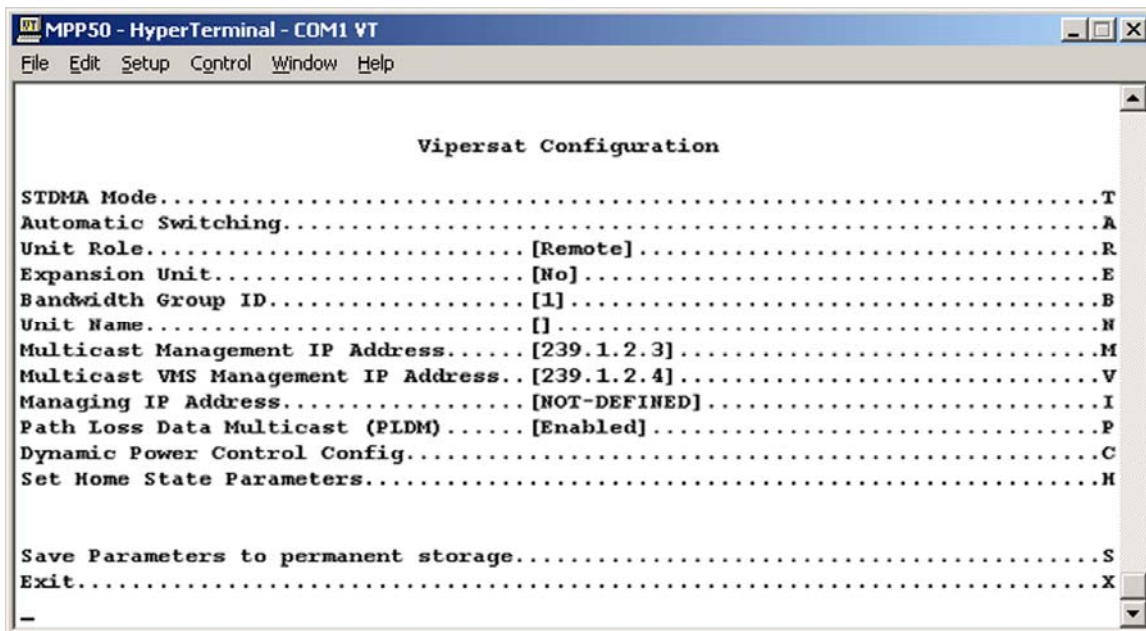 MPP50 - HyperTerminal - COM1 VT
File Edit Setup Control Window Help
Vipersat Configuration
STDMA Mode.....................................................................T
Automatic Switching............................................................A
Unit Role............................[Remote]..................................R
Expansion Unit.......................[No]......................................E
Bandwidth Group ID...................[1].......................................B
Unit Name............................[]........................................N
Multicast Management IP Address......[239.1.2.3]...............................M
Multicast VMS Management IP Address..[239.1.2.4]...............................V
Managing IP Address..................[NOT-DEFINED].............................I
Path Loss Data Multicast (PLDM)......[Enabled].................................P
Dynamic Power Control Config...................................................C
Set Home State Parameters......................................................H
Save Parameters to permanent storage...........................................S
Exit...........................................................................X